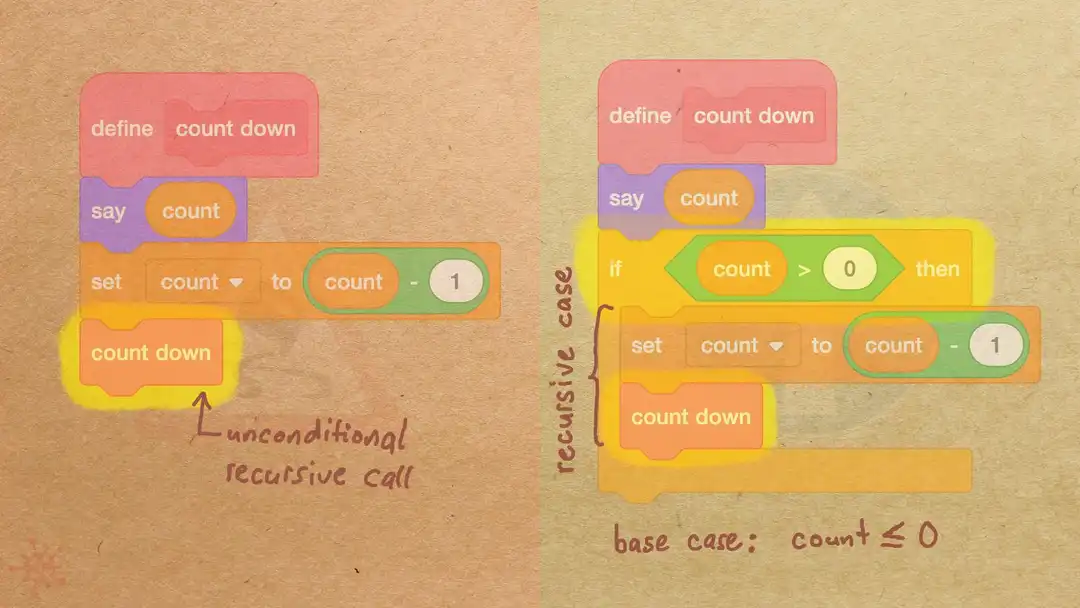 define count down
say count
set count to count - 1
count down
unconditional
recursive call
define count down
say count
if count > 0 then
recursive case
set count to count - 1
count down
base case: count ≤ 0